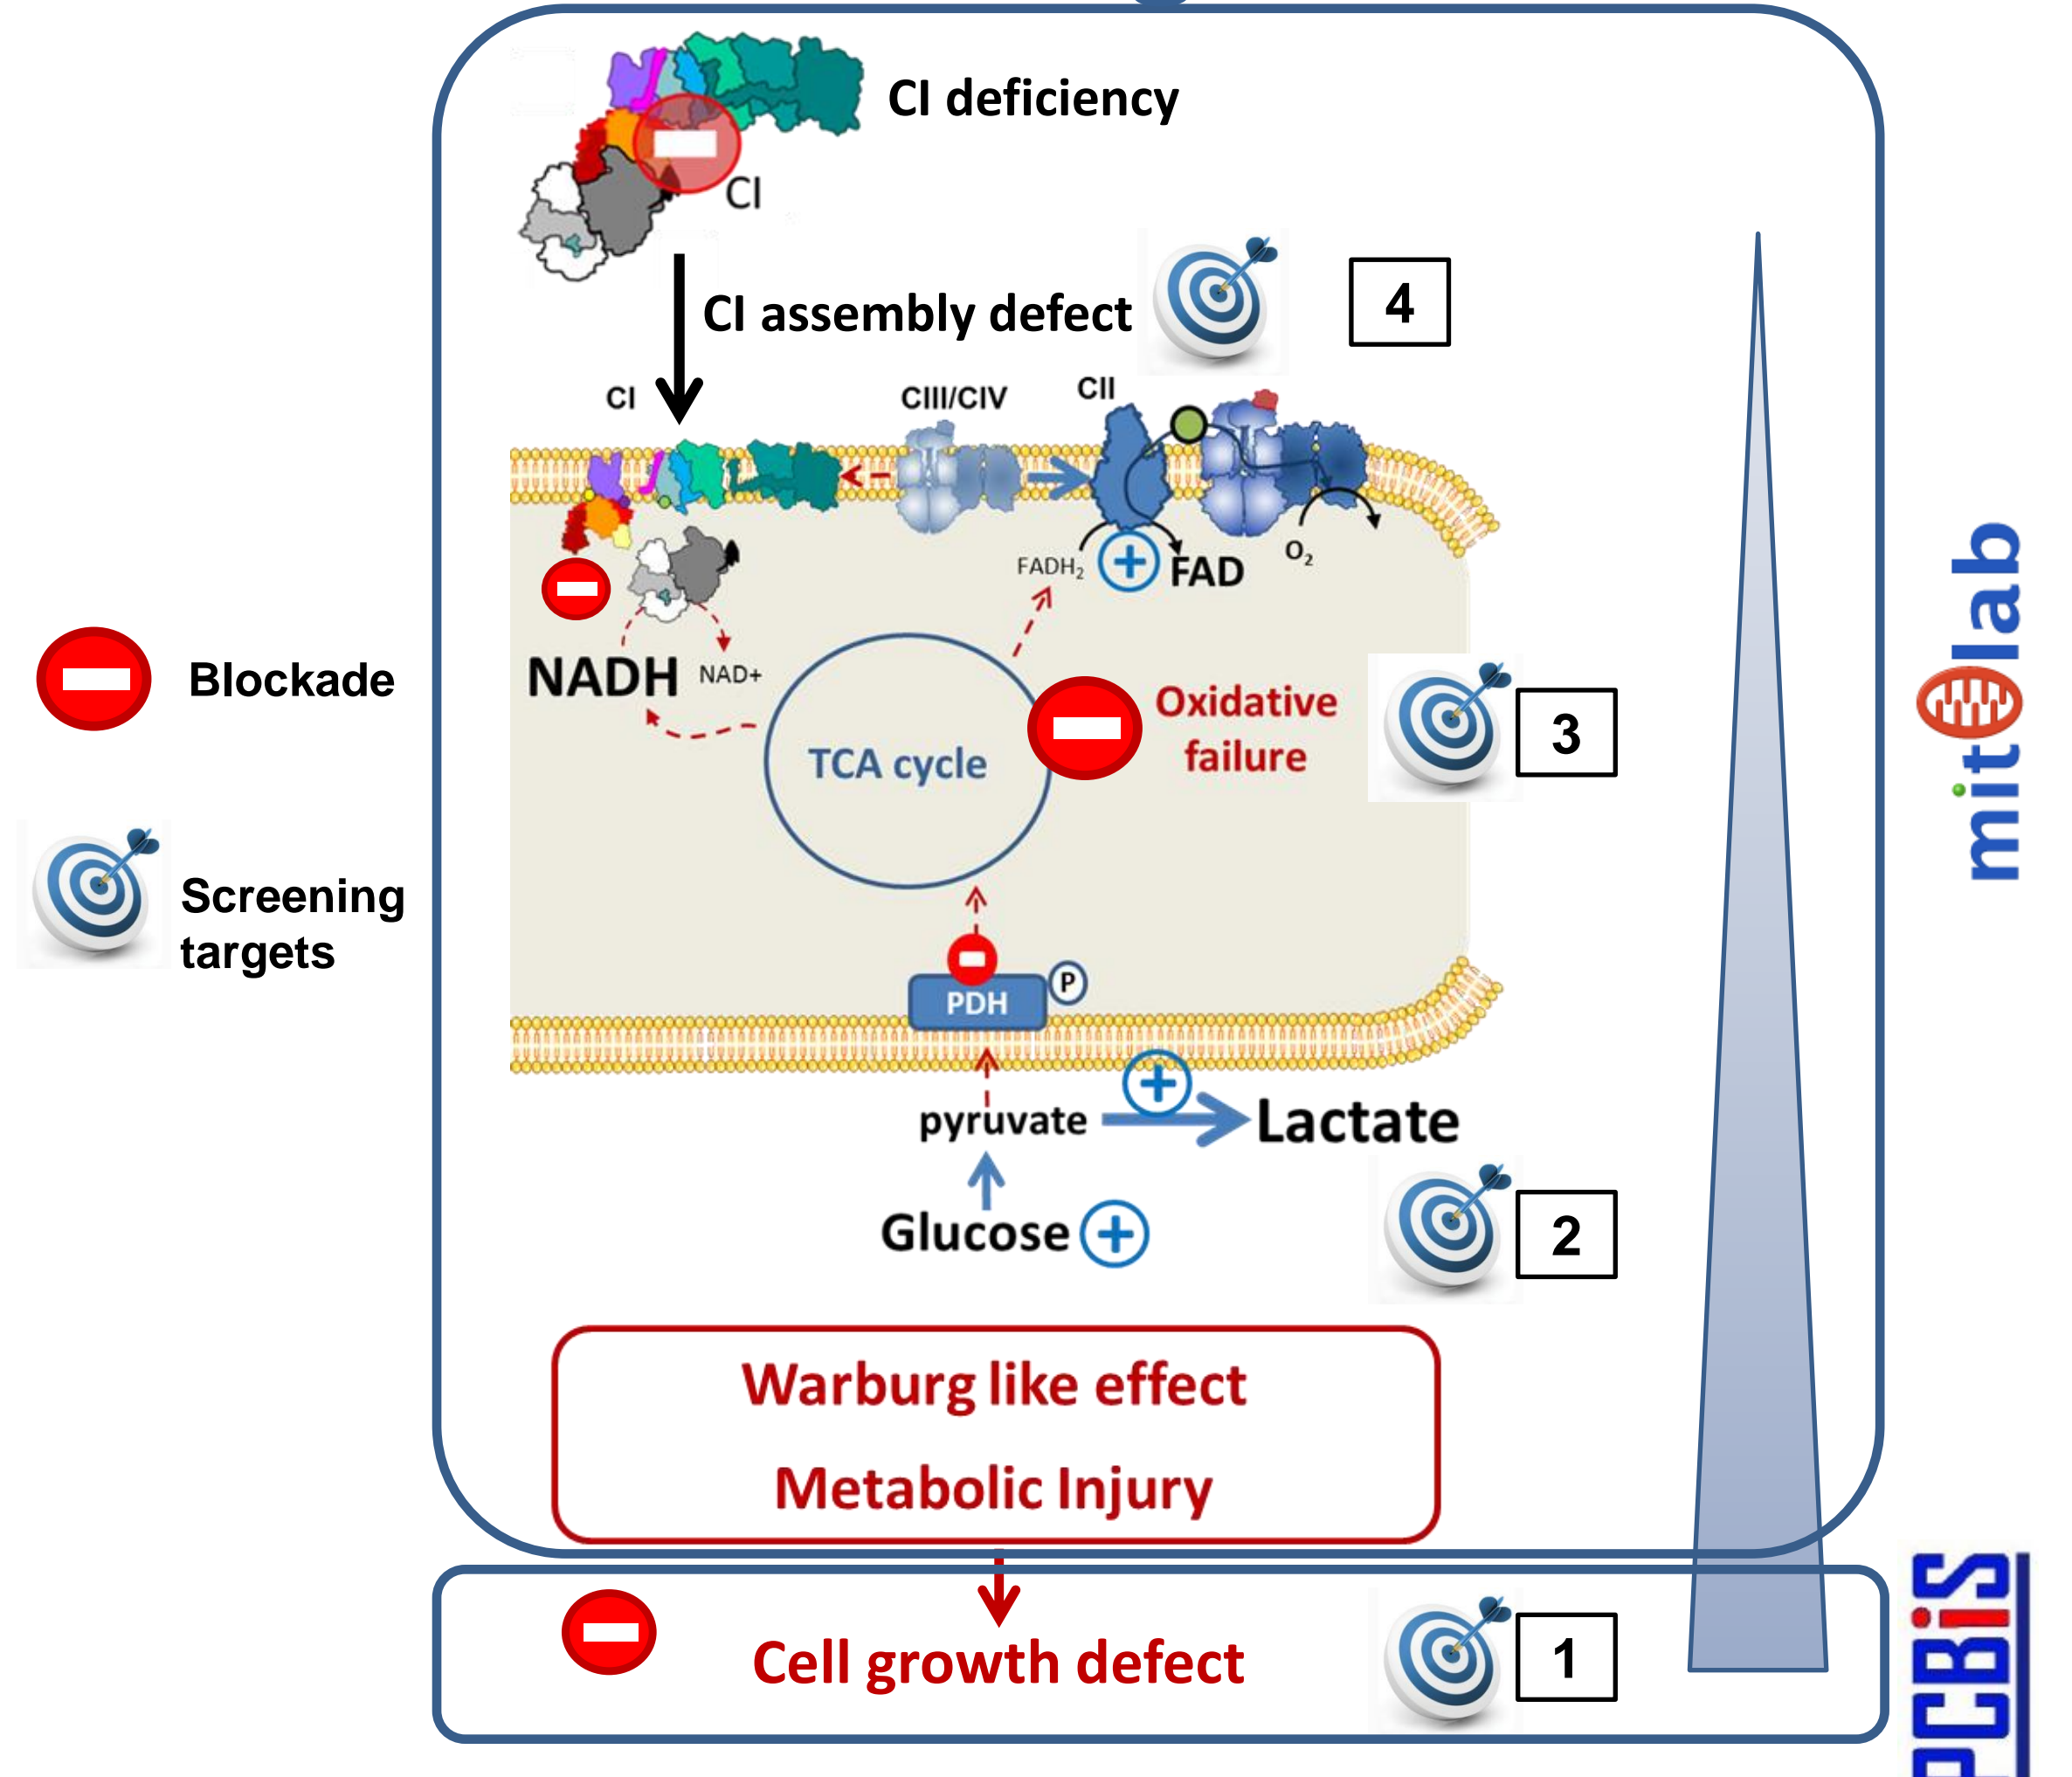 CI deficiency
CI
CI assembly defect
4
CI
CIII/CIV
CII
FADH₂
FAD
O₂
NADH
NAD+
Blockade
TCA cycle
Oxidative
failure
3
mitolab
Screening
targets
PDH
P
pyruvate
Lactate
Glucose
2
Warburg like effect
Metabolic Injury
Cell growth defect
1
PCBiS